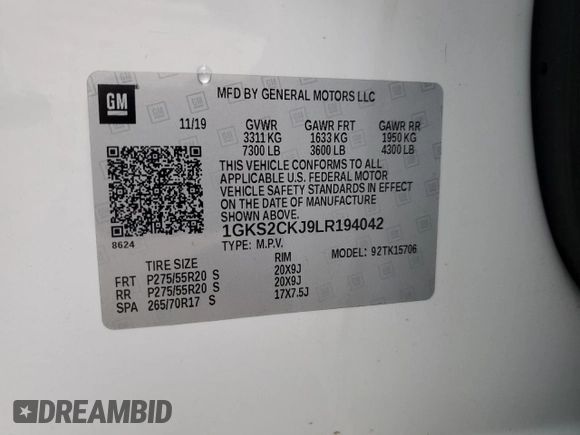 GM
MFD BY GENERAL MOTORS LLC
11/19 GVWR GAWR FRT GAWR RR
3311 KG 1633 KG 1950 KG
7300 LB 3600 LB 4300 LB
THIS VEHICLE CONFORMS TO ALL
APPLICABLE U.S. FEDERAL MOTOR
VEHICLE SAFETY STANDARDS IN EFFECT
ON THE DATE OF MANUFACTURE
SHOWN ABOVE.
8624
1GKS2CKJ9LR194042
TYPE: M.P.V. MODEL: 92TK15706
TIRE SIZE RIM
FRT P275/55R20 S 20X9J
RR P275/55R20 S 20X9J
SPA 265/70R17 S 17X7.5J
DREAMBID